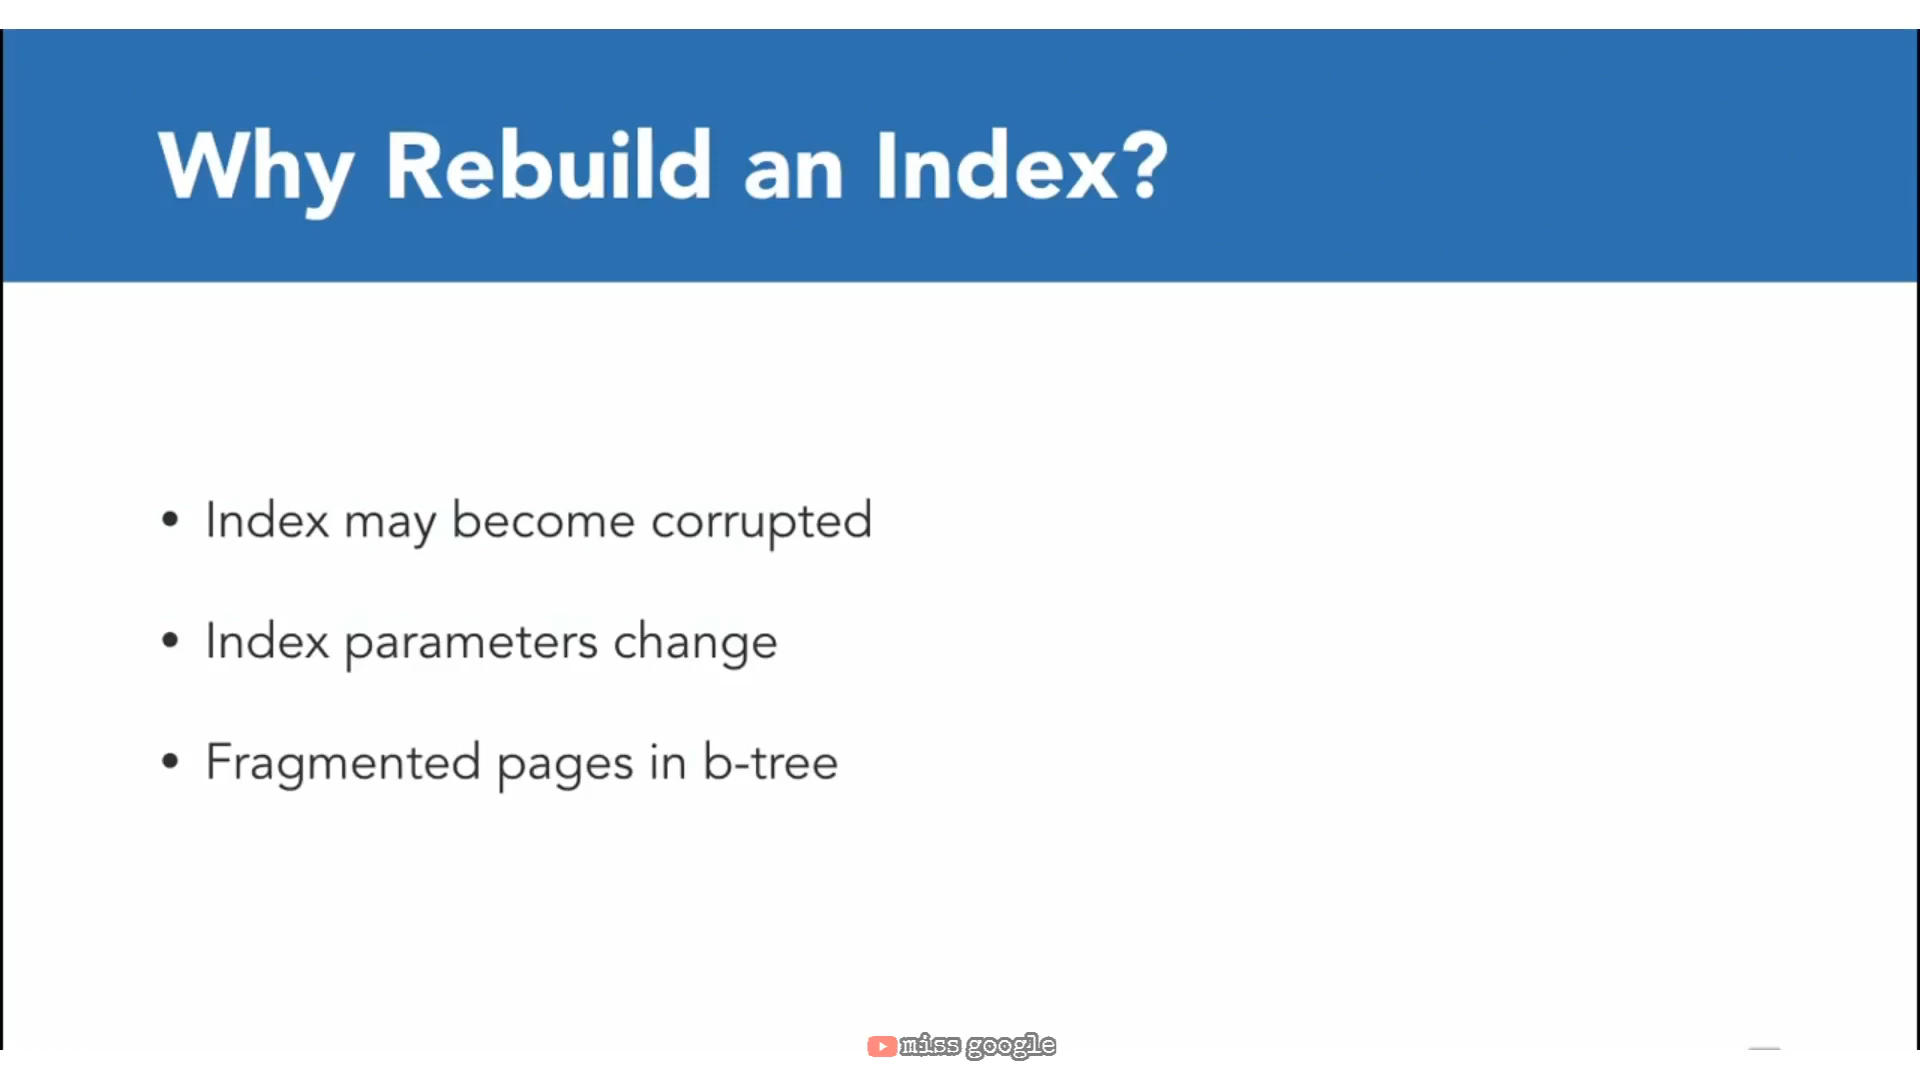 Why Rebuild an Index?
• Index may become corrupted
• Index parameters change
• Fragmented pages in b-tree
miss google